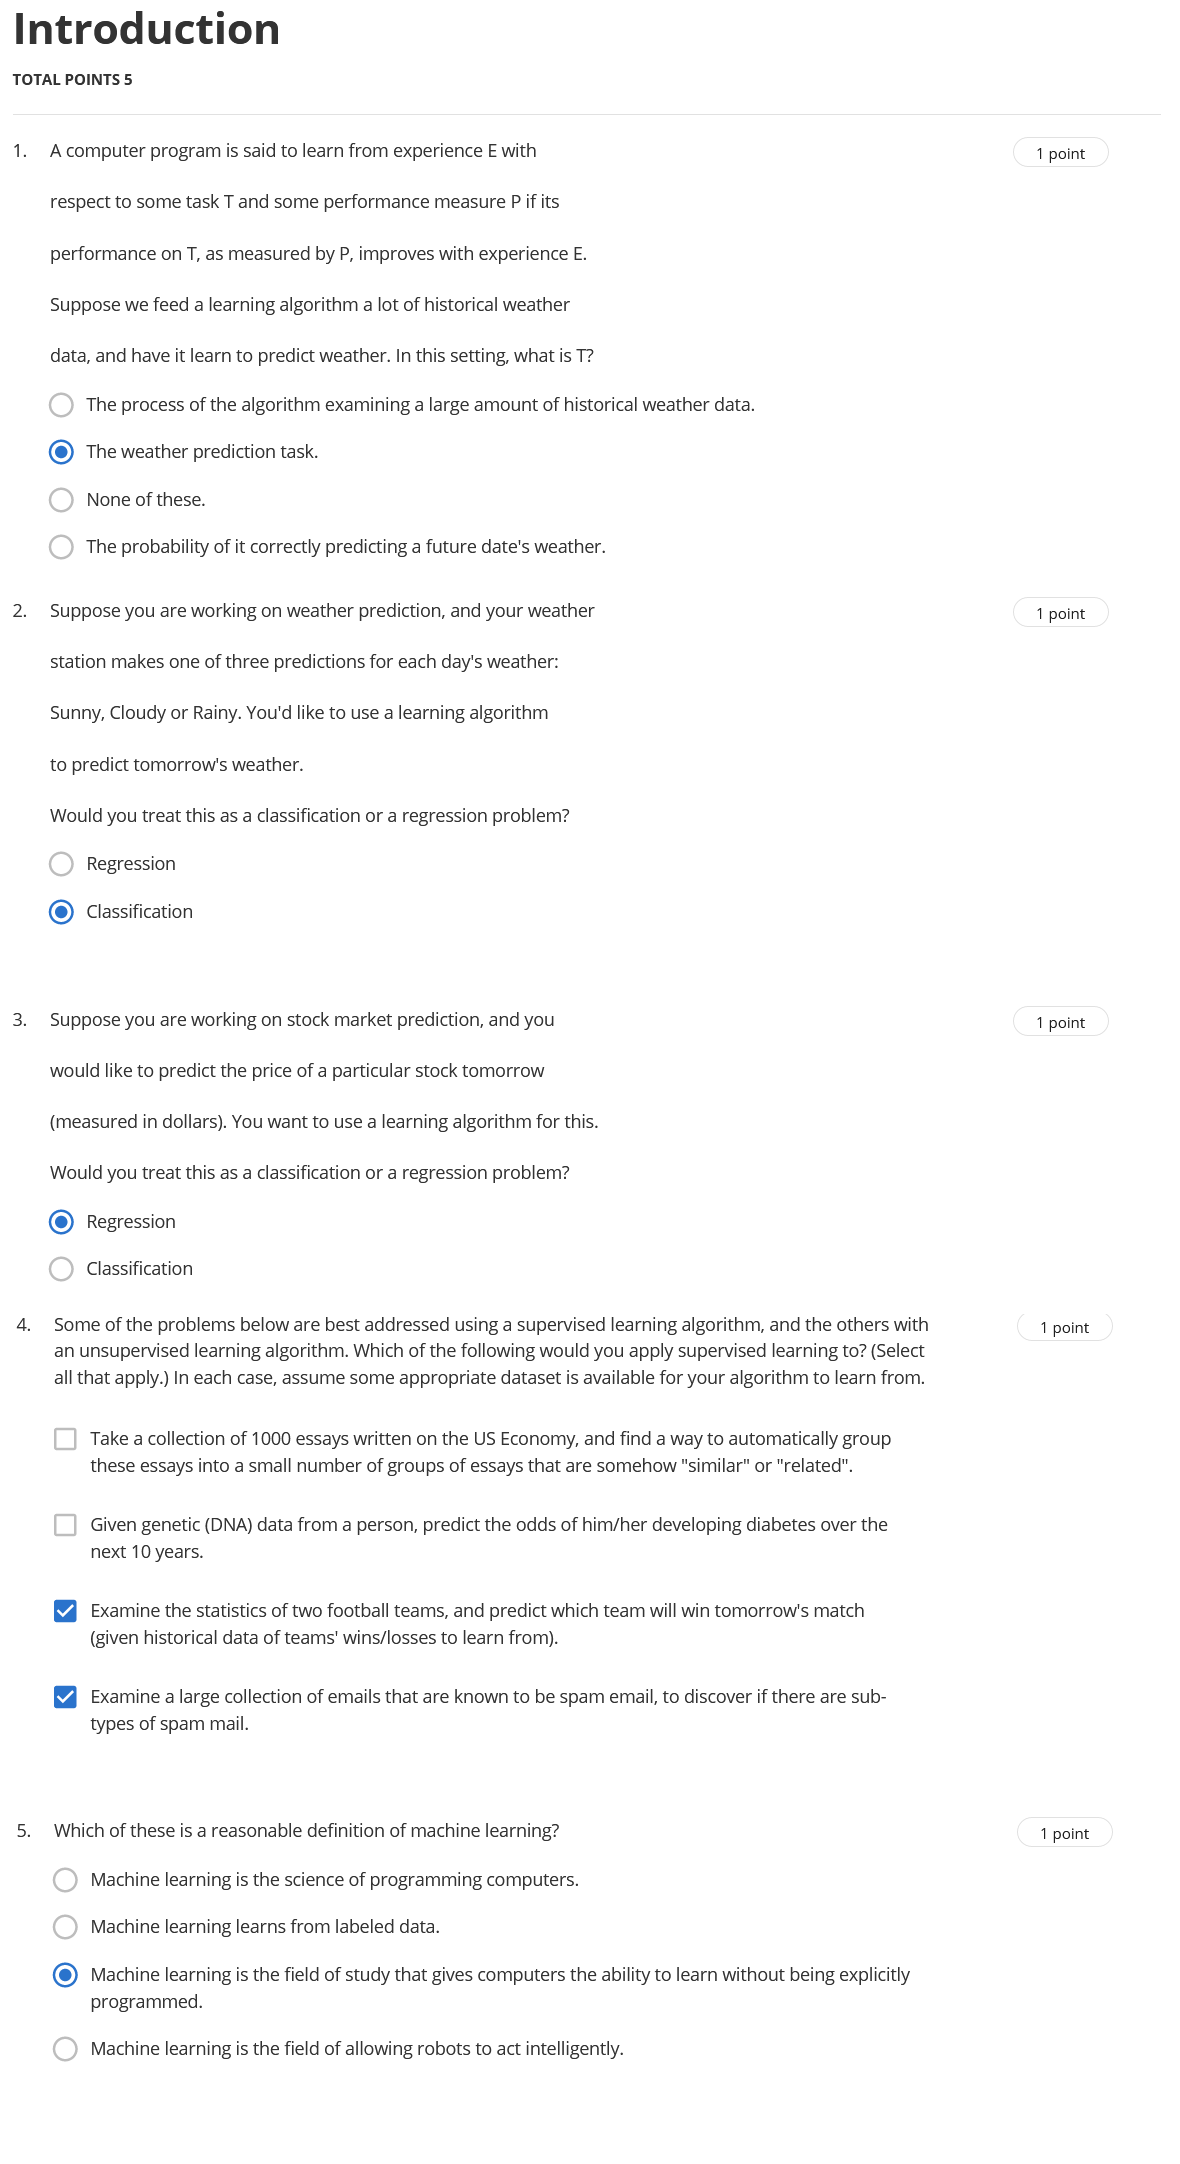 Introduction
TOTAL POINTS 5
1. A computer program is said to learn from experience E with
1 point
respect to some task T and some performance measure P if its
performance on T, as measured by P, improves with experience E.
Suppose we feed a learning algorithm a lot of historical weather
data, and have it learn to predict weather. In this setting, what is T?
The process of the algorithm examining a large amount of historical weather data.
The weather prediction task.
None of these.
The probability of it correctly predicting a future date's weather.
2. Suppose you are working on weather prediction, and your weather
1 point
station makes one of three predictions for each day's weather:
Sunny, Cloudy or Rainy. You'd like to use a learning algorithm
to predict tomorrow's weather.
Would you treat this as a classification or a regression problem?
Regression
Classification
3. Suppose you are working on stock market prediction, and you
1 point
would like to predict the price of a particular stock tomorrow
(measured in dollars). You want to use a learning algorithm for this.
Would you treat this as a classification or a regression problem?
Regression
Classification
4. Some of the problems below are best addressed using a supervised learning algorithm, and the others with
1 point
an unsupervised learning algorithm. Which of the following would you apply supervised learning to? (Select
all that apply.) In each case, assume some appropriate dataset is available for your algorithm to learn from.
Take a collection of 1000 essays written on the US Economy, and find a way to automatically group
these essays into a small number of groups of essays that are somehow "similar" or "related".
Given genetic (DNA) data from a person, predict the odds of him/her developing diabetes over the
next 10 years.
Examine the statistics of two football teams, and predict which team will win tomorrow's match
(given historical data of teams' wins/losses to learn from).
Examine a large collection of emails that are known to be spam email, to discover if there are sub-
types of spam mail.
5. Which of these is a reasonable definition of machine learning?
1 point
Machine learning is the science of programming computers.
Machine learning learns from labeled data.
Machine learning is the field of study that gives computers the ability to learn without being explicitly
programmed.
Machine learning is the field of allowing robots to act intelligently.